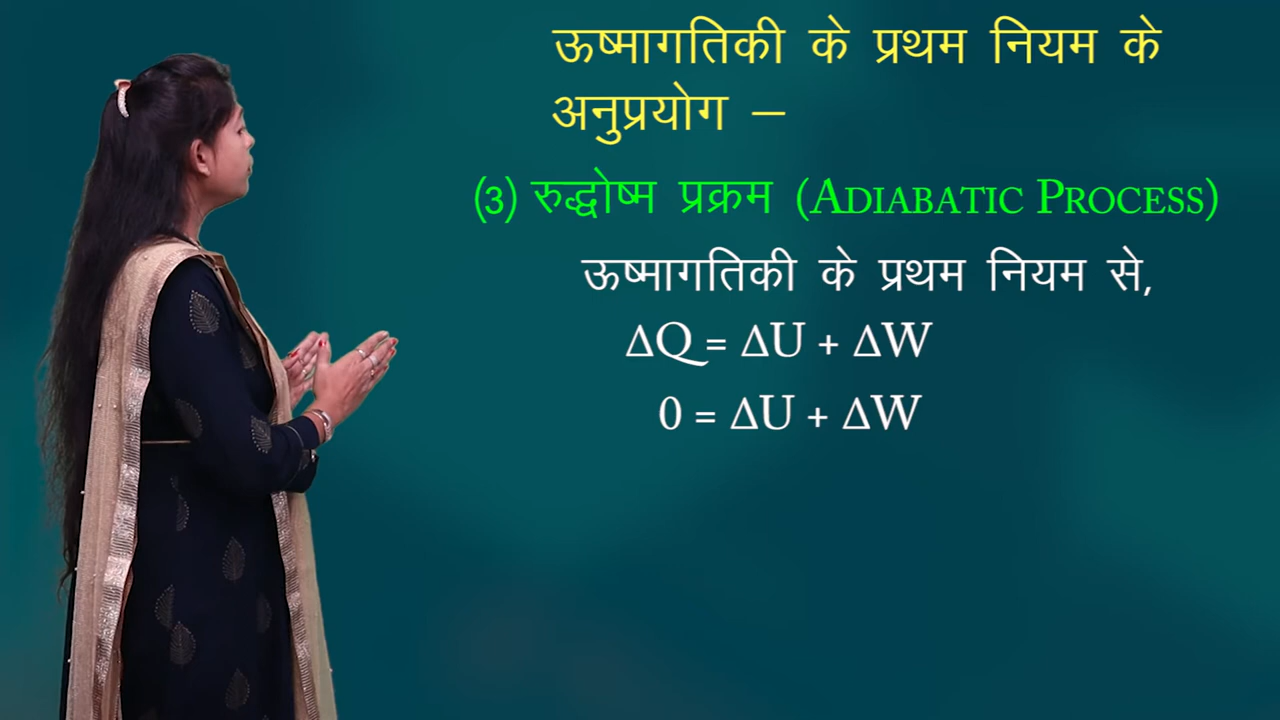 ऊष्मागतिकी के प्रथम नियम के
अनुप्रयोग –
(3) रुद्धोष्म प्रक्रम (ADIABATIC PROCESS)
ऊष्मागतिकी के प्रथम नियम से,
ΔQ = ΔU + ΔW
0 = ΔU + ΔW